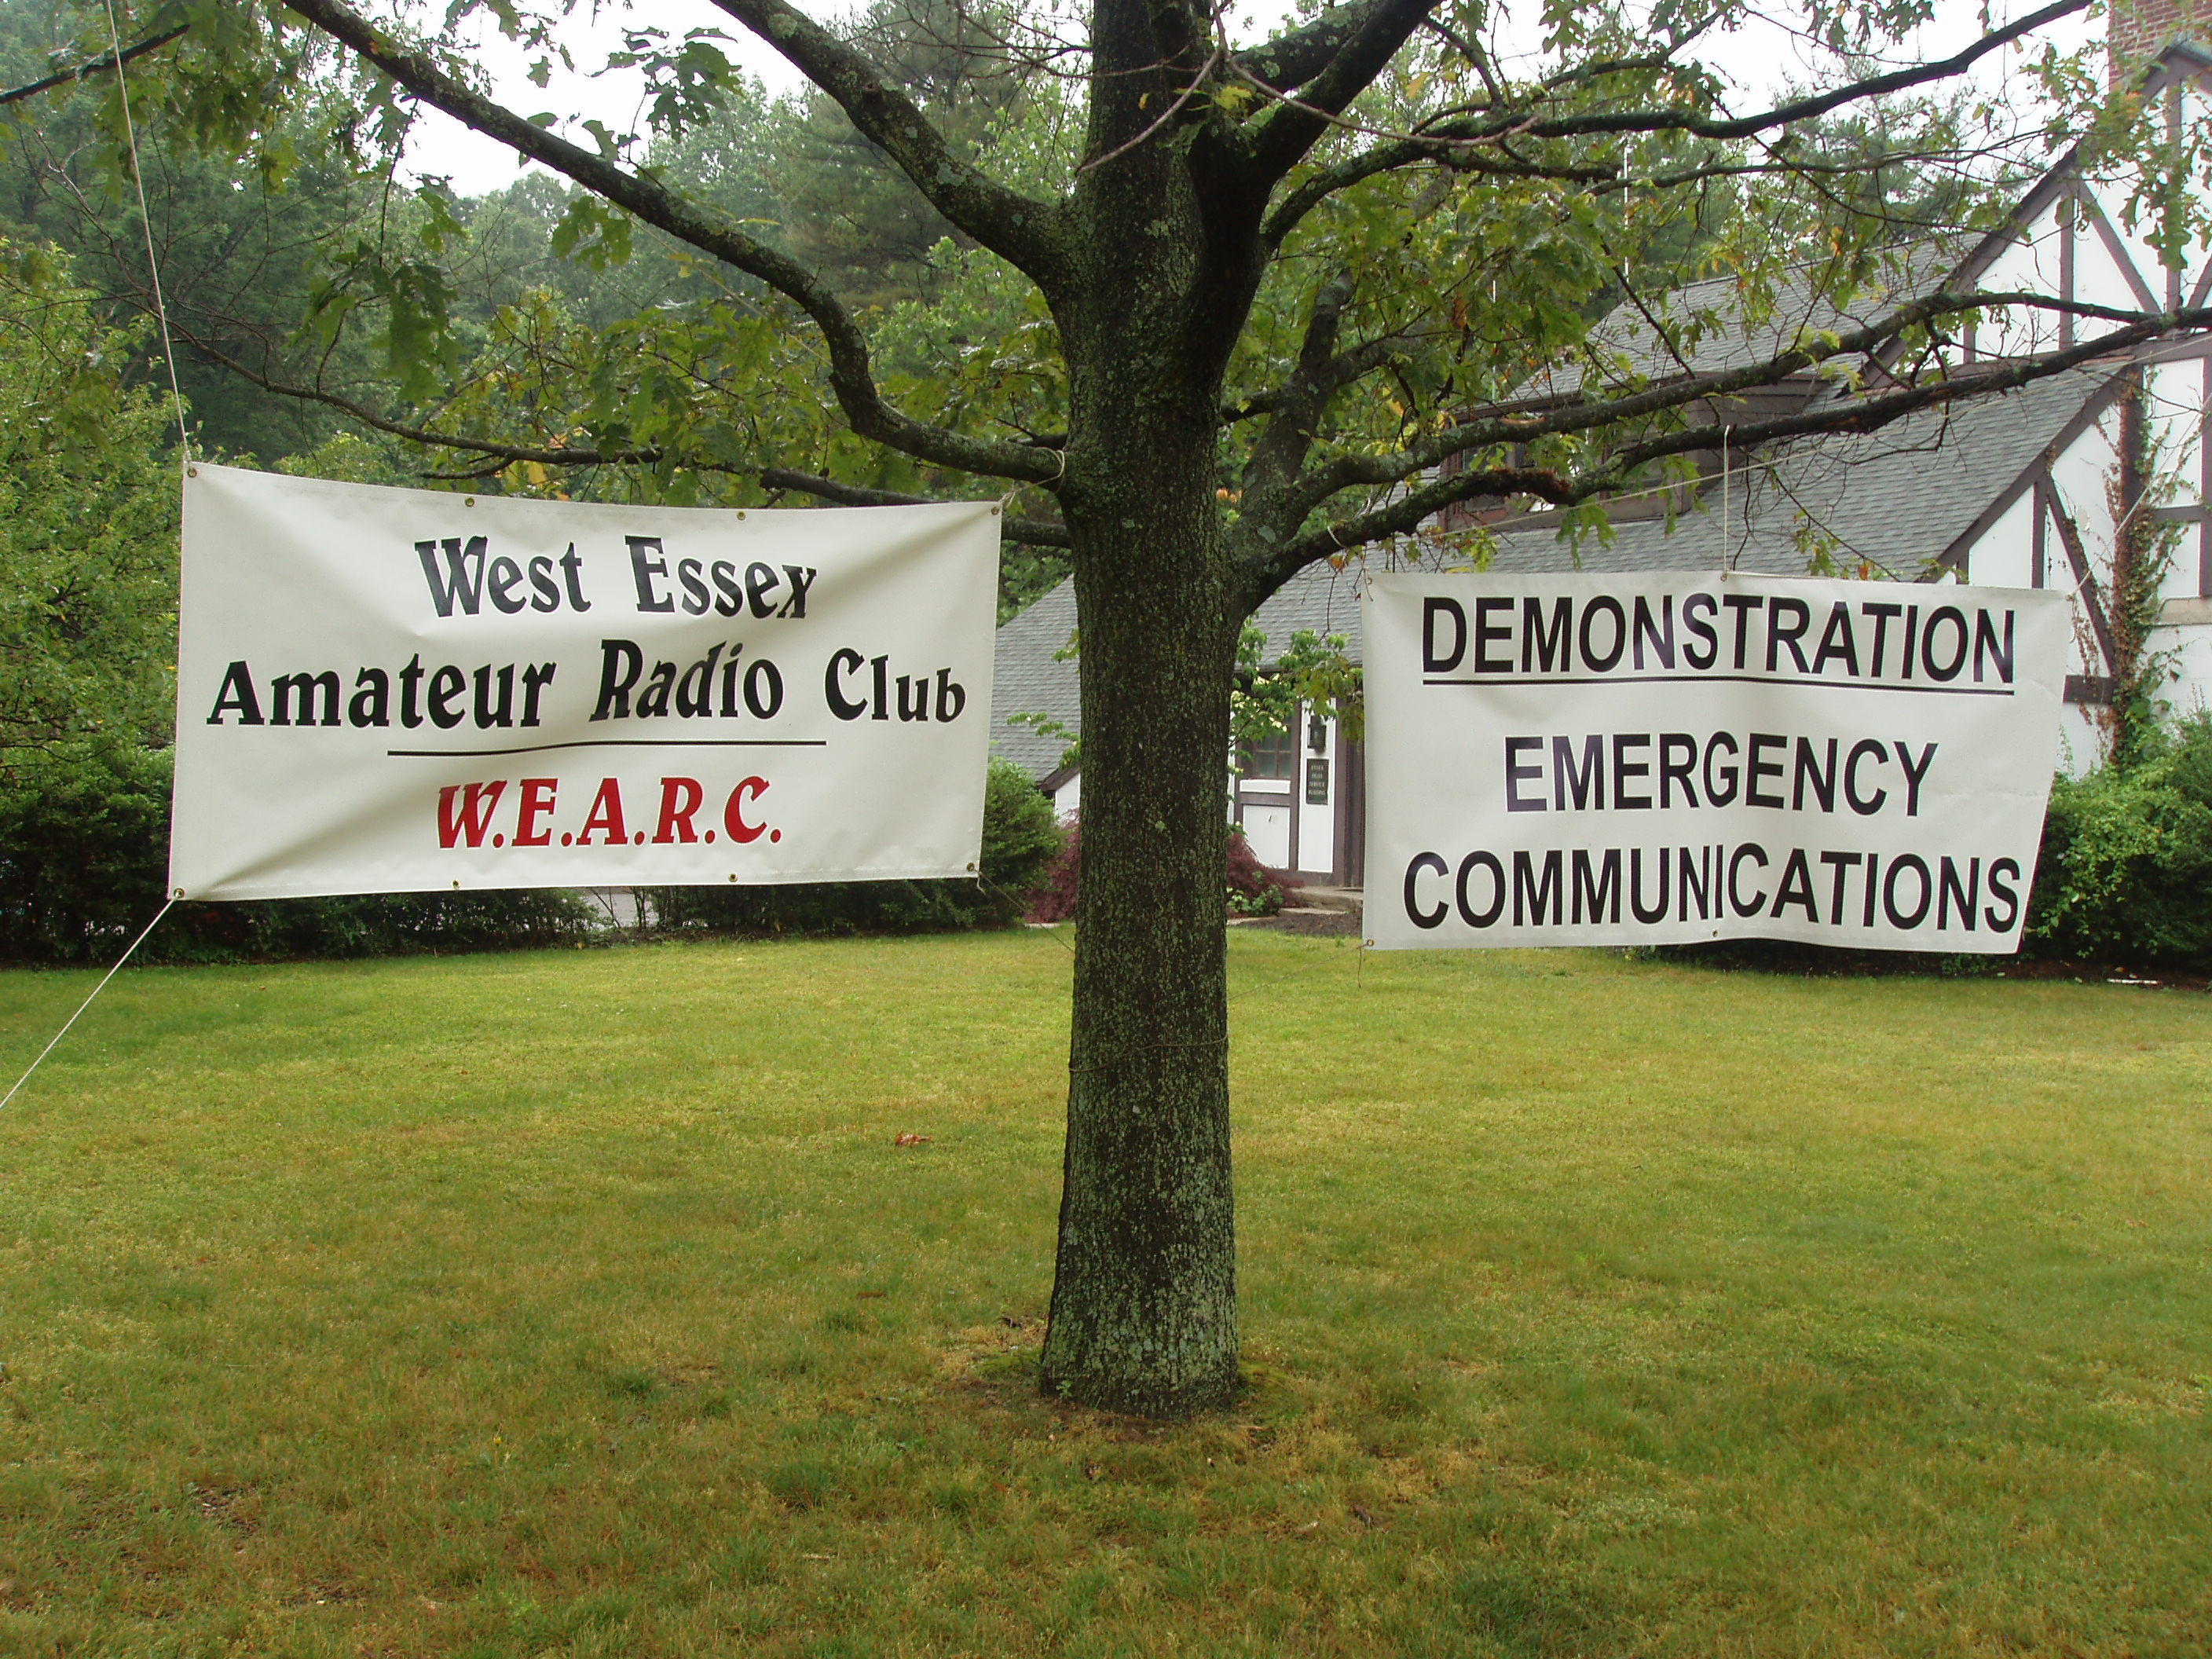 West Essex
Amateur Radio Club
W.E.A.R.C.
DEMONSTRATION
EMERGENCY
COMMUNICATIONS